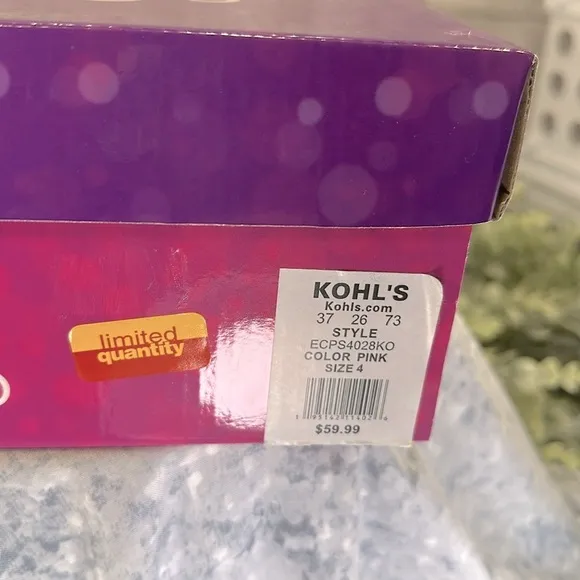 limited
quantity
KOHL'S
Kohls.com
37 26 73
STYLE
ECPS4028KO
COLOR PINK
SIZE 4
$59.99